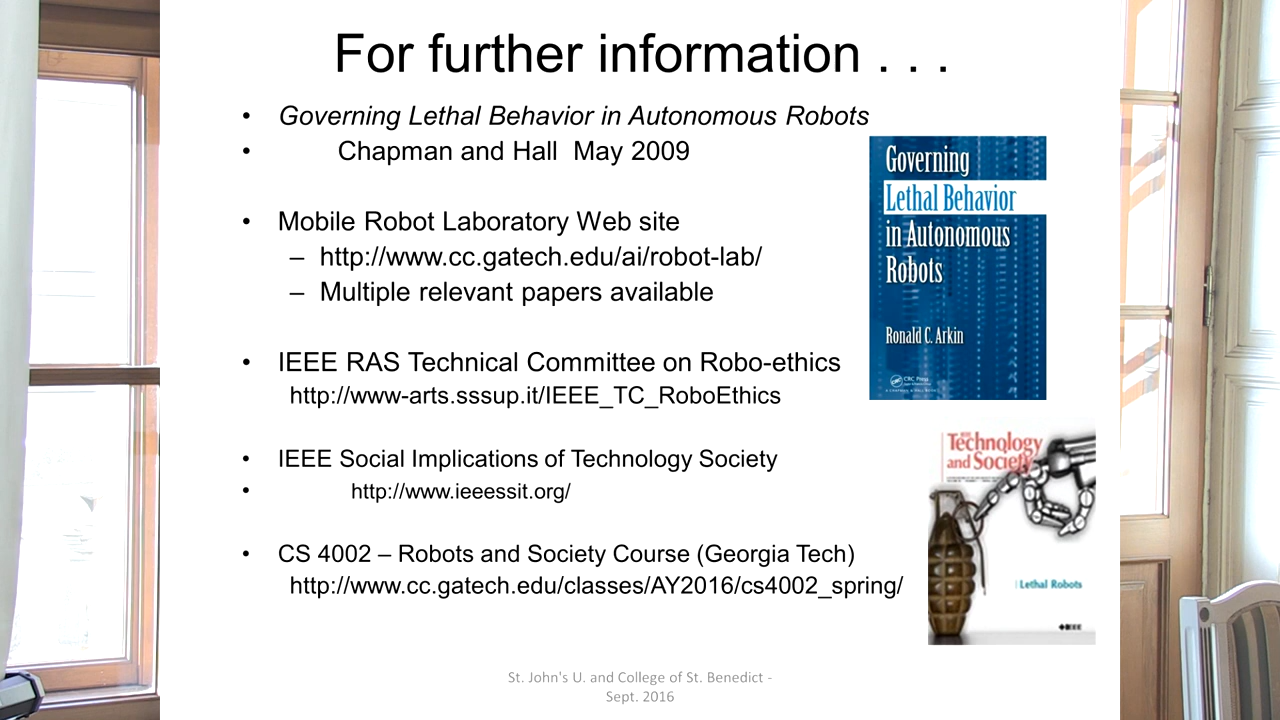 For further information . . .
• Governing Lethal Behavior in Autonomous Robots
• Chapman and Hall May 2009
• Mobile Robot Laboratory Web site
– http://www.cc.gatech.edu/ai/robot-lab/
– Multiple relevant papers available
• IEEE RAS Technical Committee on Robo-ethics
http://www-arts.sssup.it/IEEE_TC_RoboEthics
• IEEE Social Implications of Technology Society
• http://www.ieeessit.org/
• CS 4002 – Robots and Society Course (Georgia Tech)
http://www.cc.gatech.edu/classes/AY2016/cs4002_spring/
Governing
Lethal Behavior
in Autonomous
Robots
Ronald C. Arkin
CRC Press
IEEE
Technology
and Society
Lethal Robots
IEEE
St. John's U. and College of St. Benedict -
Sept. 2016